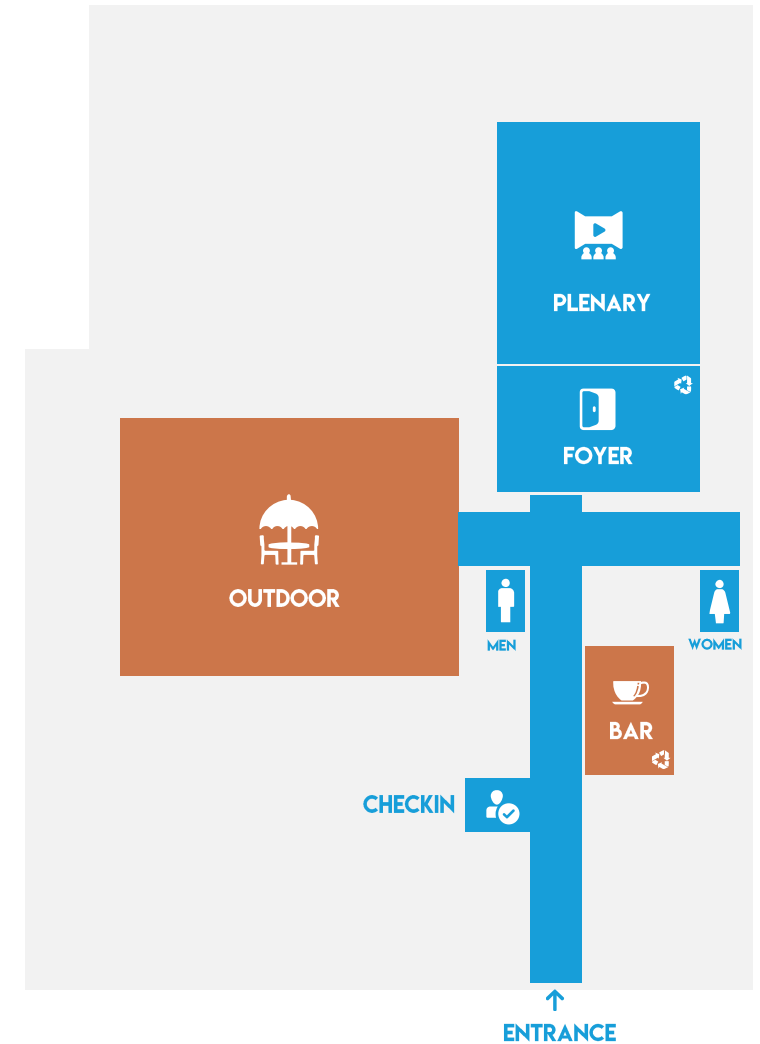 PLENARY
FOYER
OUTDOOR
MEN
WOMEN
BAR
CHECKIN
ENTRANCE